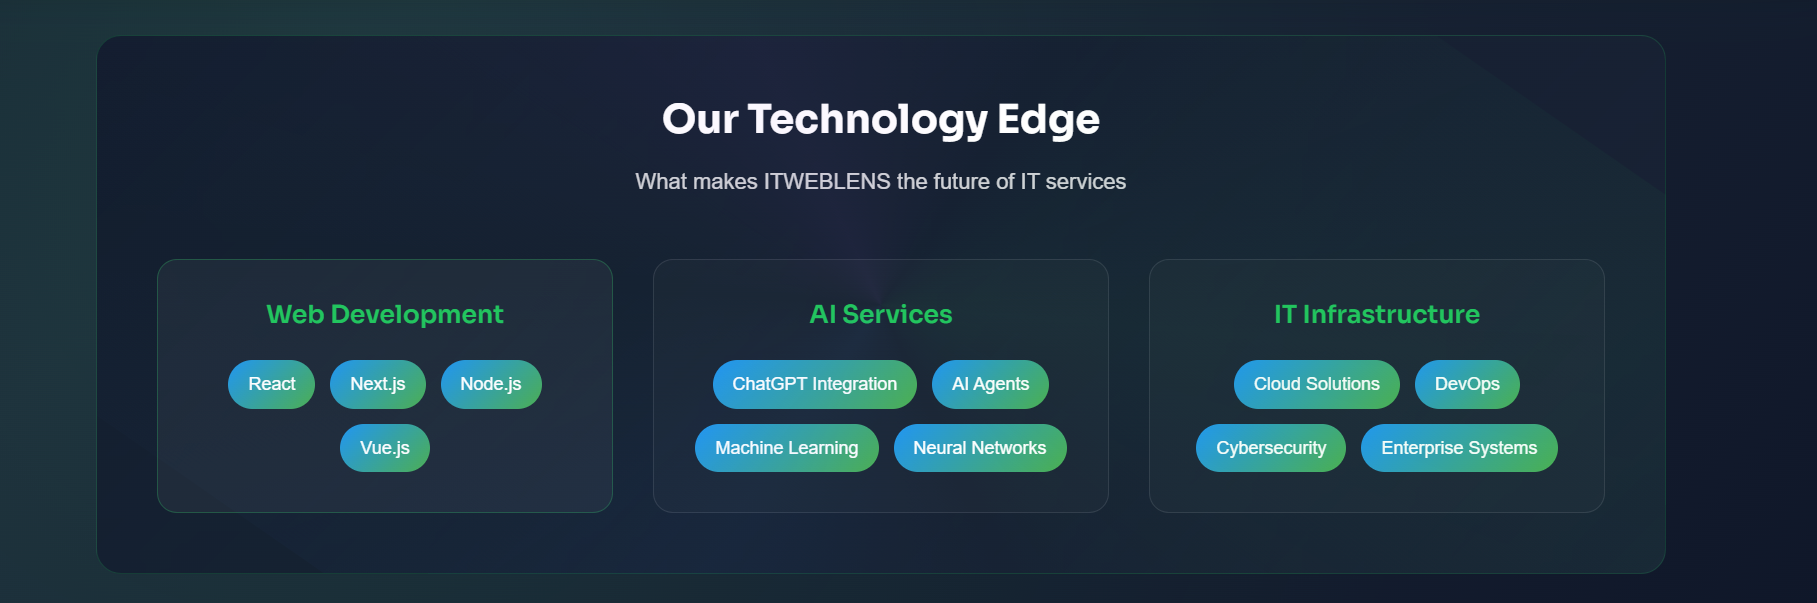 Our Technology Edge
What makes ITWEBLENS the future of IT services
Web Development
React Next.js Node.js
Vue.js
AI Services
ChatGPT Integration AI Agents
Machine Learning Neural Networks
IT Infrastructure
Cloud Solutions DevOps
Cybersecurity Enterprise Systems